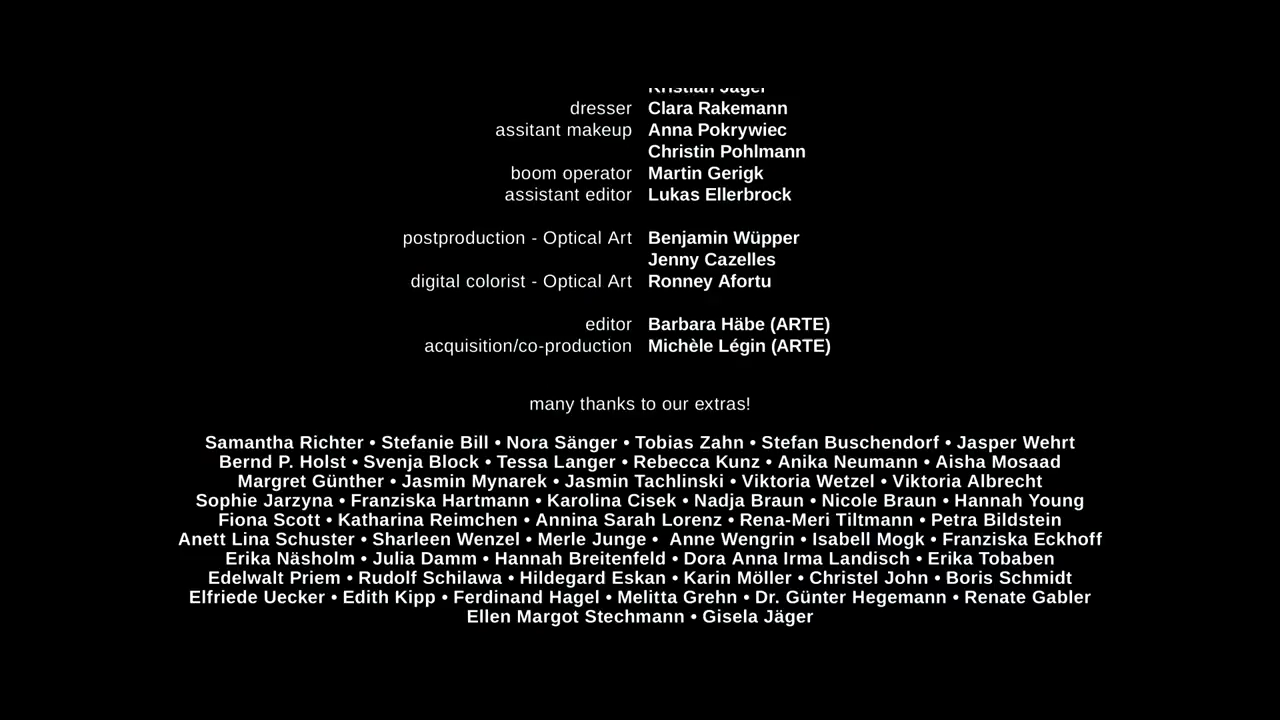 Kristian Jäger
dresser Clara Rakemann
assitant makeup Anna Pokrywiec
Christin Pohlmann
boom operator Martin Gerigk
assistant editor Lukas Ellerbrock
postproduction - Optical Art Benjamin Wüpper
Jenny Cazelles
digital colorist - Optical Art Ronney Afortu
editor Barbara Häbe (ARTE)
acquisition/co-production Michèle Légin (ARTE)
many thanks to our extras!
Samantha Richter • Stefanie Bill • Nora Sänger • Tobias Zahn • Stefan Buschendorf • Jasper Wehrt
Bernd P. Holst • Svenja Block • Tessa Langer • Rebecca Kunz • Anika Neumann • Aisha Mosaad
Margret Günther • Jasmin Mynarek • Jasmin Tachlinski • Viktoria Wetzel • Viktoria Albrecht
Sophie Jarzyna • Franziska Hartmann • Karolina Cisek • Nadja Braun • Nicole Braun • Hannah Young
Fiona Scott • Katharina Reimchen • Annina Sarah Lorenz • Rena-Meri Tiltmann • Petra Bildstein
Anett Lina Schuster • Sharleen Wenzel • Merle Junge • Anne Wengrin • Isabell Mogk • Franziska Eckhoff
Erika Näsholm • Julia Damm • Hannah Breitenfeld • Dora Anna Irma Landisch • Erika Tobaben
Edelwalt Priem • Rudolf Schilawa • Hildegard Eskan • Karin Möller • Christel John • Boris Schmidt
Elfriede Uecker • Edith Kipp • Ferdinand Hagel • Melitta Grehn • Dr. Günter Hegemann • Renate Gabler
Ellen Margot Stechmann • Gisela Jäger